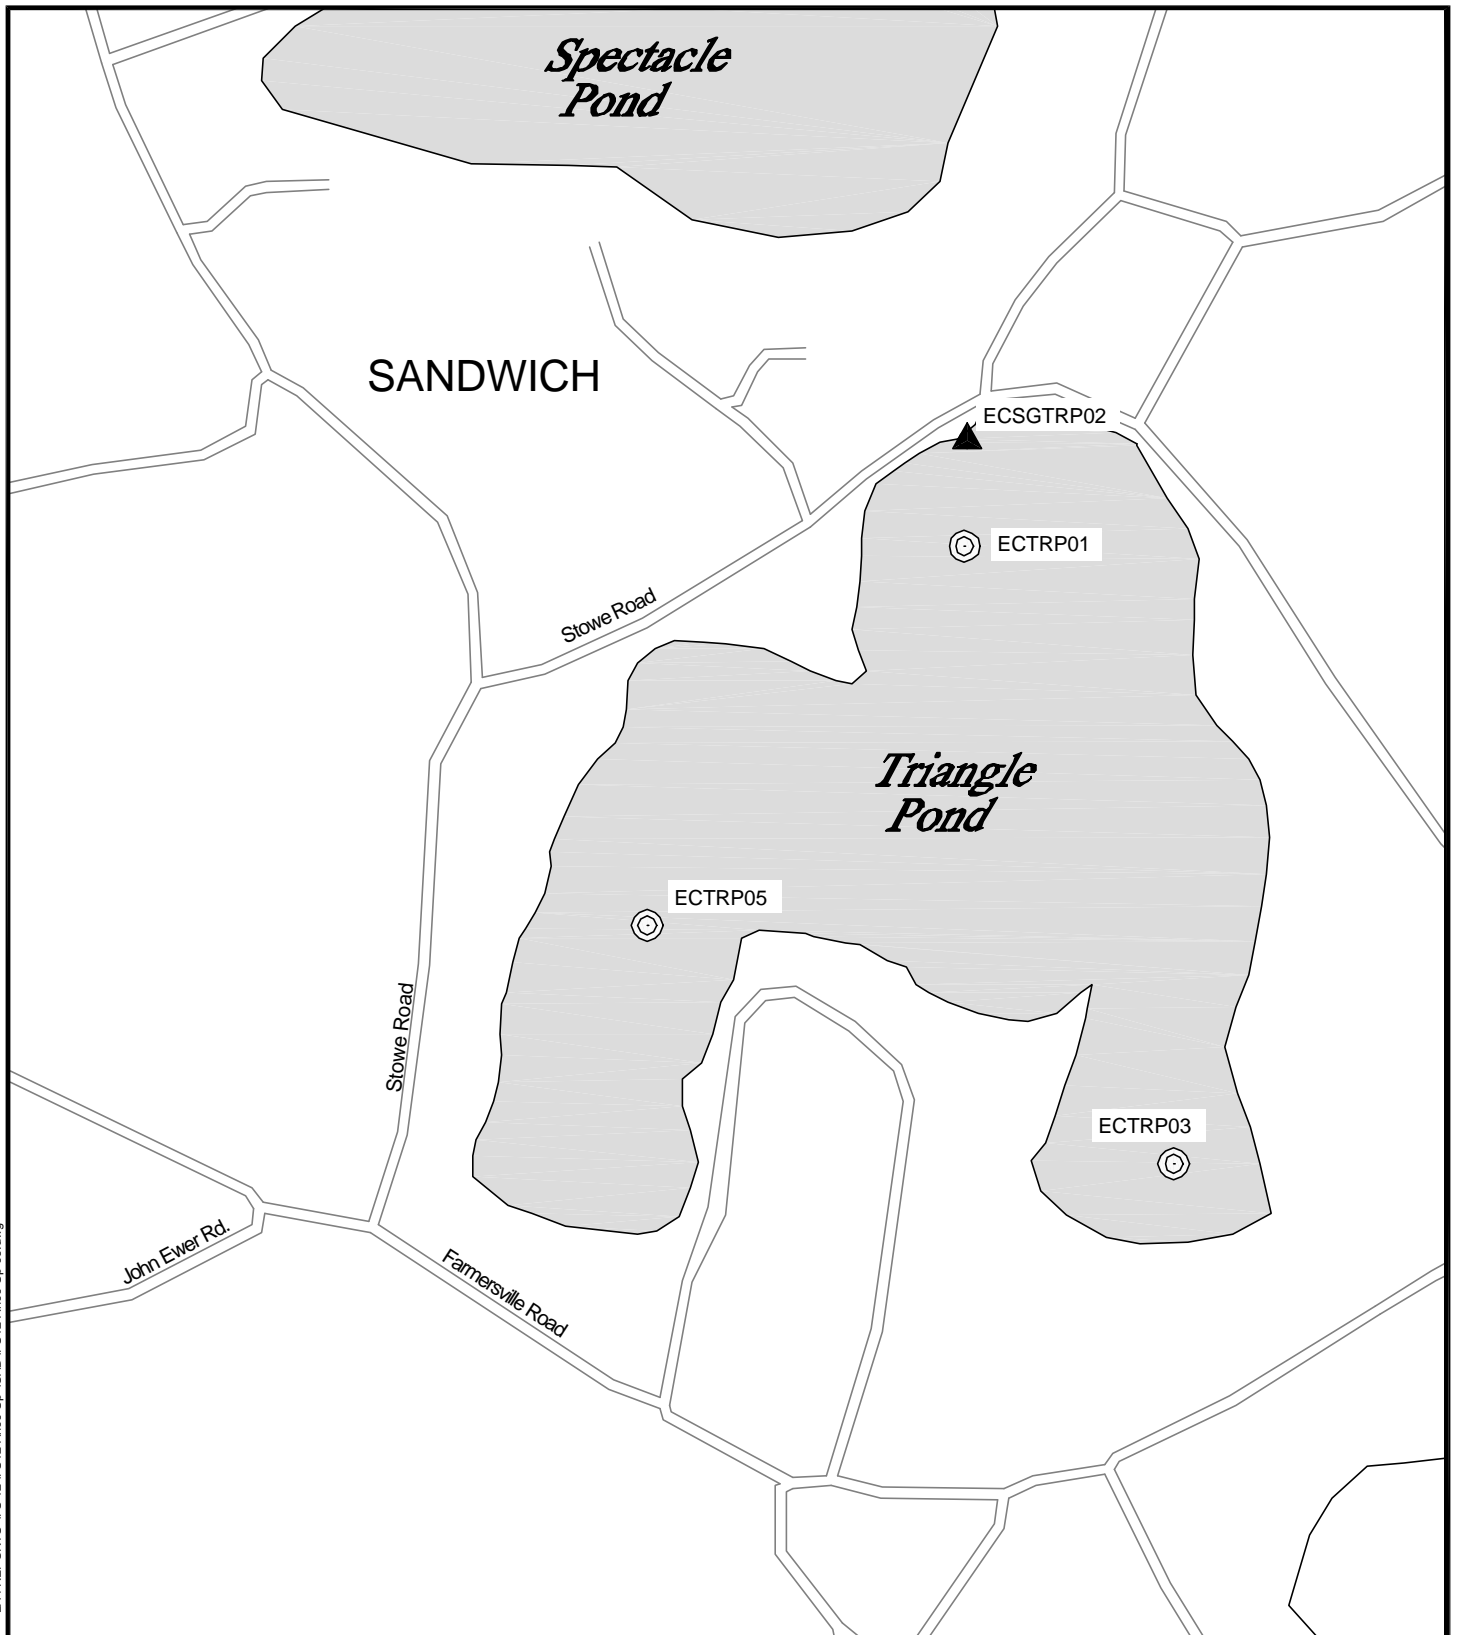 Spectacle
Pond
SANDWICH
ECSGTRP02
ECTRP01
Stowe Road
Triangle
Pond
ECTRP05
Stowe Road
ECTRP03
John Ewer Rd.
Farmersville Road